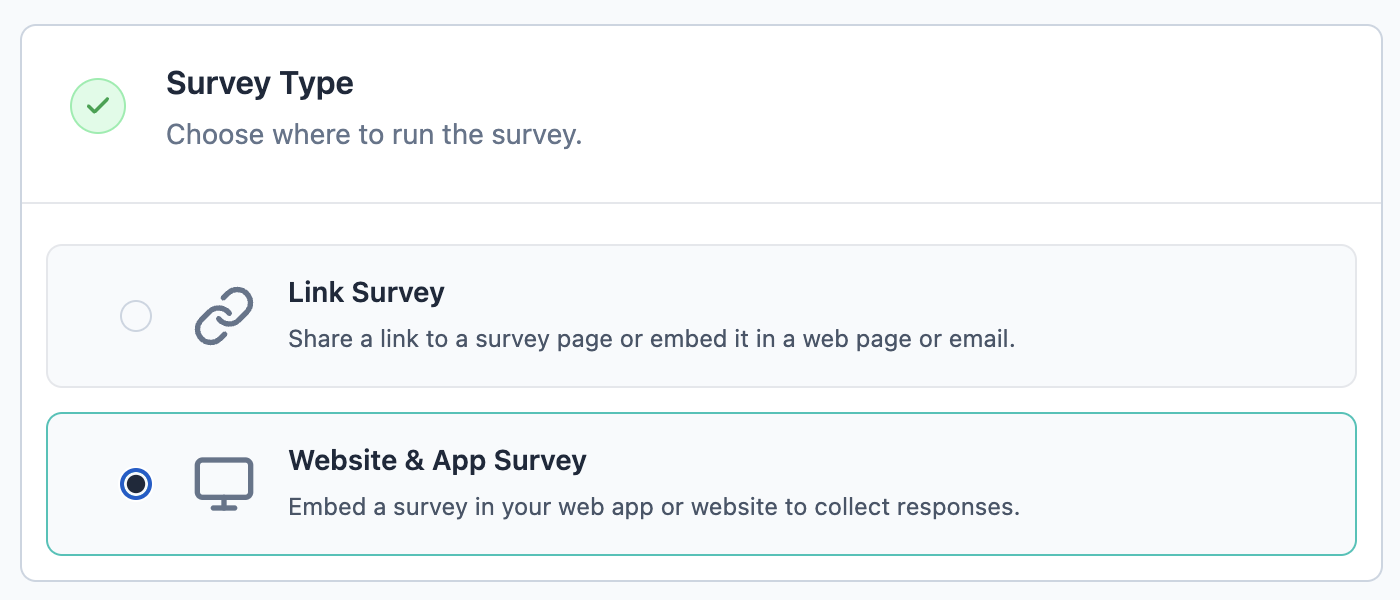 Survey Type
Choose where to run the survey.
Link Survey
Share a link to a survey page or embed it in a web page or email.
Website & App Survey
Embed a survey in your web app or website to collect responses.